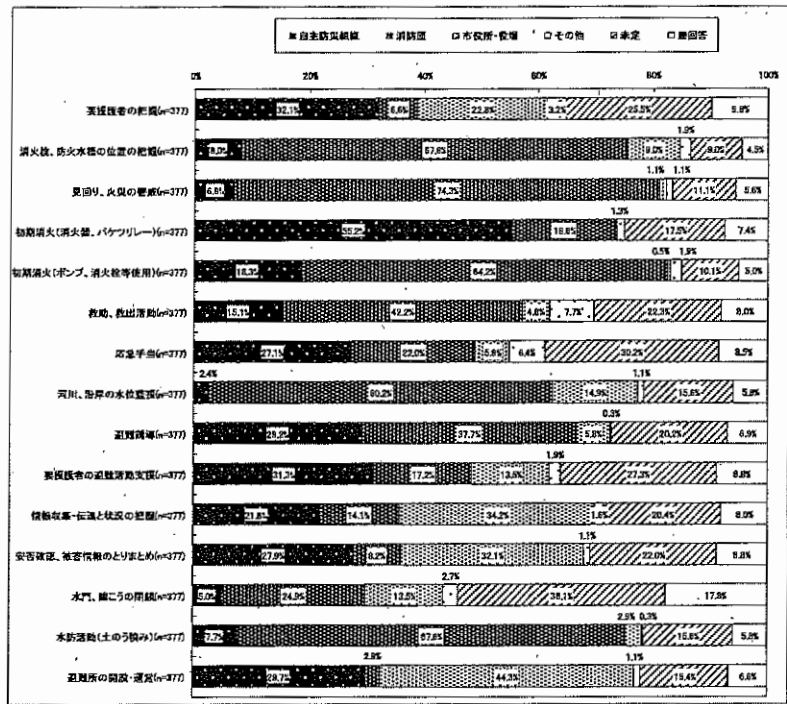 自主防災組織 消防団 市役所・役場 その他 未定 無回答
0% 20% 40% 60% 80% 100%
要援護者の把握(n=377) 32.1% 6.6% 22.8% 3.2% 25.5% 9.8%
1.9%
消火栓、防火水槽の位置の把握(n=377) 8.0% 67.6% 9.0% 9.0% 4.5%
1.1% 1.1%
見回り、火災の警戒(n=377) 6.8% 74.3% 11.1% 5.6%
1.3%
初期消火(消火器、バケツリレー)(n=377) 55.2% 18.6% 17.5% 7.4%
0.5% 1.9%
初期消火(ポンプ、消火栓等使用)(n=377) 18.3% 64.2% 10.1% 5.0%
救助、救出活動(n=377) 15.1% 42.2% 4.8% 7.7% 22.3% 8.0%
応急手当(n=377) 27.1% 22.0% 5.8% 6.4% 30.2% 8.5%
2.4% 1.1%
河川、沿岸の水位監視(n=377) 60.2% 14.9% 15.6% 5.8%
0.3%
避難誘導(n=377) 29.2% 37.7% 5.8% 20.2% 6.9%
1.9%
要援護者の避難活動支援(n=377) 31.3% 17.2% 13.5% 27.3% 8.8%
情報収集・伝達と状況の把握(n=377) 21.8% 14.1% 34.2% 1.6% 20.4% 8.0%
1.1%
安否確認、被害情報のとりまとめ(n=377) 27.9% 8.2% 32.1% 22.0% 8.8%
2.7%
水門、陸こうの閉鎖(n=377) 5.0% 24.9% 13.5% 36.1% 17.8%
2.9% 0.3%
水防活動(土のう積み)(n=377) 7.7% 67.6% 15.6% 5.8%
2.9% 1.1%
避難所の開設・運営(n=377) 29.7% 44.3% 15.4% 6.6%